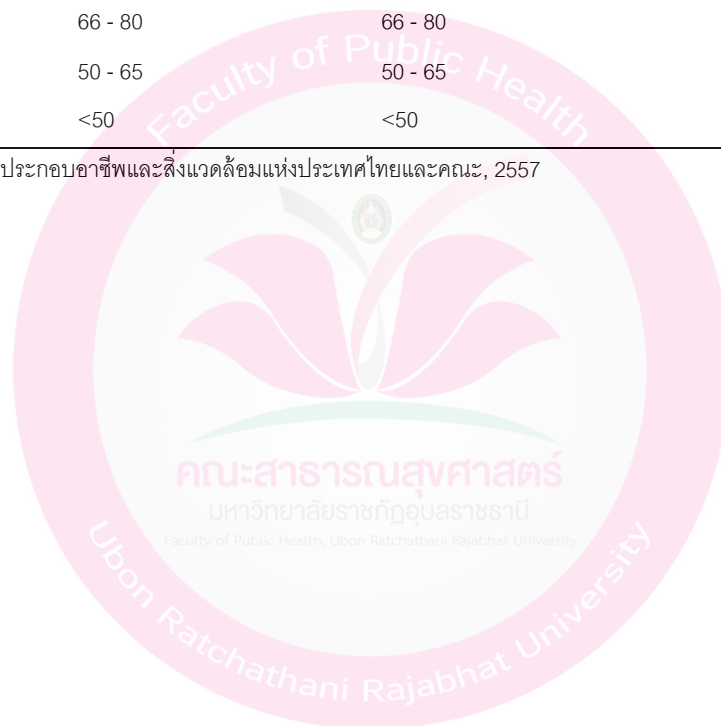 66 - 80 66 - 80
50 - 65 50 - 65
<50 <50
ประกอบอาชีพและสิ่งแวดล้อมแห่งประเทศไทยและคณะ, 2557
Faculty of Public Health
คณะสาธารณสุขศาสตร์
มหาวิทยาลัยราชภัฏอุบลราชธานี
Faculty of Public Health, Ubon Ratchathani Rajabhat University
Ubon Ratchathani Rajabhat University